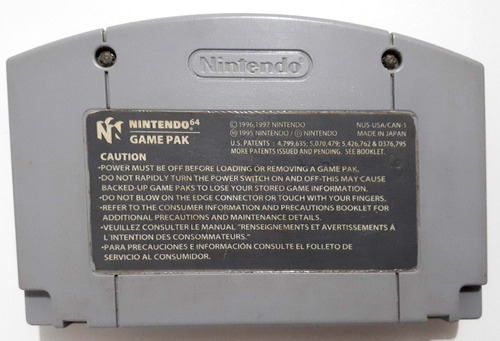 Nintendo
NINTENDO⁶⁴
GAME PAK
© 1996,1997 NINTENDO
Ⓜ 1995 NINTENDO / Ⓓ NINTENDO
NUS-USA/CAN-1
MADE IN JAPAN
U.S. PATENTS : 4,799,635; 5,070,479; 5,426,762 & D376,795
MORE PATENTS ISSUED AND PENDING. SEE BOOKLET.
CAUTION
•POWER MUST BE OFF BEFORE LOADING OR REMOVING A GAME PAK.
•DO NOT RAPIDLY TURN THE POWER SWITCH ON AND OFF-THIS MAY CAUSE
BACKED-UP GAME PAKS TO LOSE YOUR STORED GAME INFORMATION.
•DO NOT BLOW ON THE EDGE CONNECTOR OR TOUCH WITH YOUR FINGERS.
•REFER TO THE CONSUMER INFORMATION AND PRECAUTIONS BOOKLET FOR
ADDITIONAL PRECAUTIONS AND MAINTENANCE DETAILS.
•VEUILLEZ CONSULTER LE MANUAL "RENSEIGNEMENTS ET AVERTISSEMENTS À
L'INTENTION DES CONSOMMATEURS."
•PARA PRECAUCIONES E INFORMACIÓN CONSULTE EL FOLLETO DE
SERVICIO AL CONSUMIDOR.